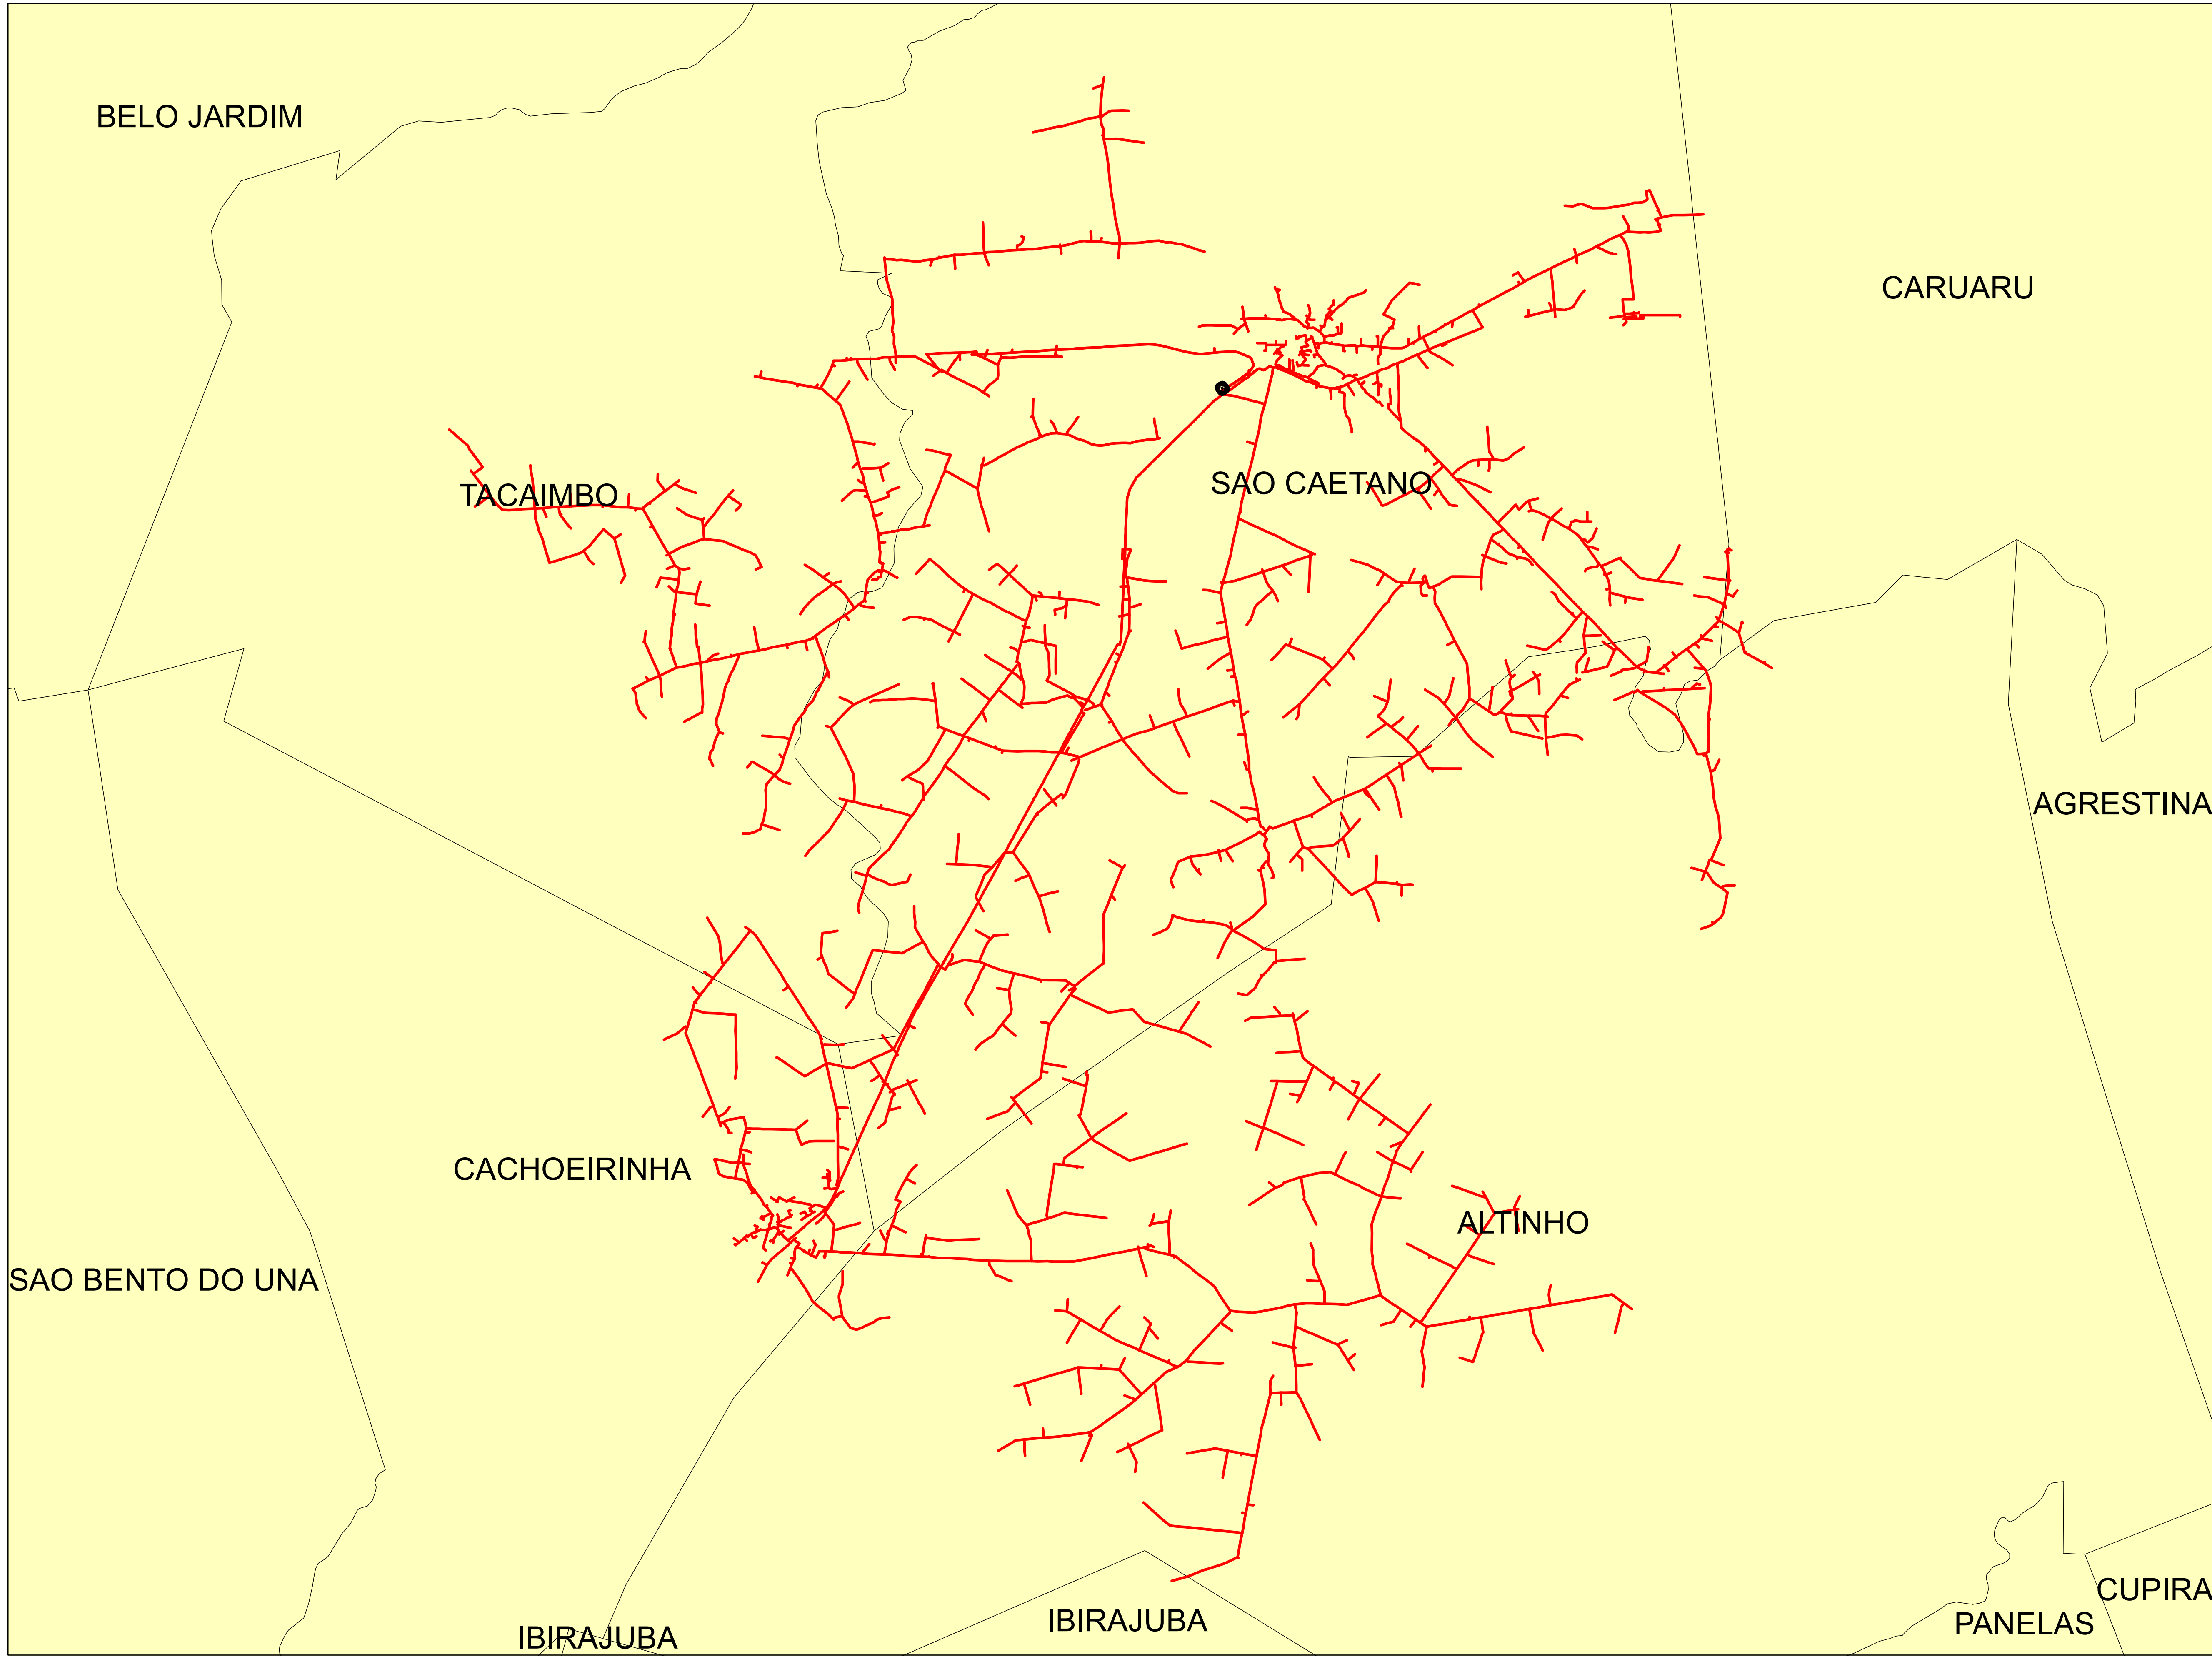 BELO JARDIM
CARUARU
SAO CAETANO
TACAIMBO
AGRESTINA
CACHOEIRINHA
ALTINHO
SAO BENTO DO UNA
CUPIRA
IBIRAJUBA
PANELAS
IBIRAJUBA